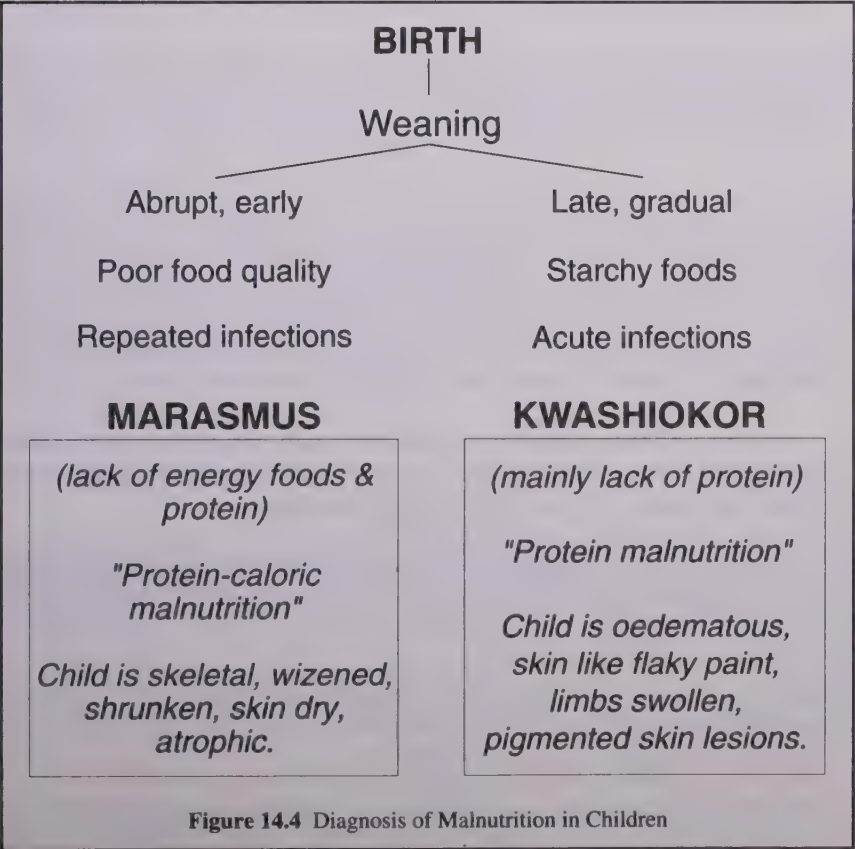 BIRTH
Weaning
Abrupt, early
Poor food quality
Repeated infections
MARASMUS
(lack of energy foods &
protein)
"Protein-caloric
malnutrition"
Child is skeletal, wizened,
shrunken, skin dry,
atrophic.
Late, gradual
Starchy foods
Acute infections
KWASHIOKOR
(mainly lack of protein)
"Protein malnutrition"
Child is oedematous,
skin like flaky paint,
limbs swollen,
pigmented skin lesions.
Figure 14.4 Diagnosis of Malnutrition in Children